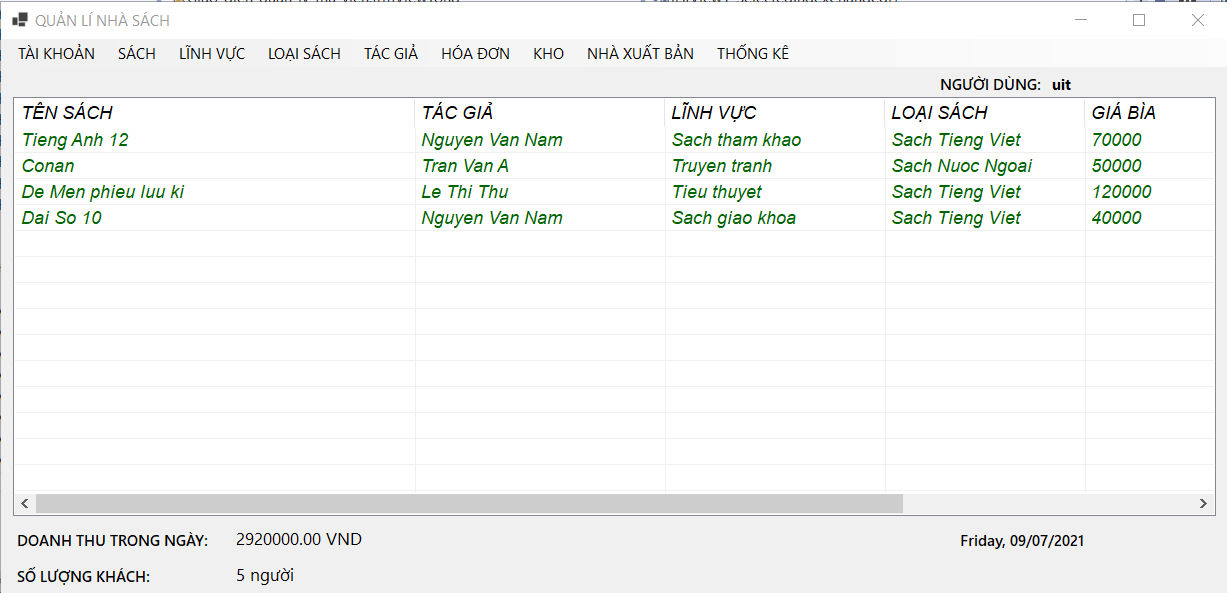 QUẢN LÍ NHÀ SÁCH
TÀI KHOẢN SÁCH LĨNH VỰC LOẠI SÁCH TÁC GIẢ HÓA ĐƠN KHO NHÀ XUẤT BẢN THỐNG KÊ
NGƯỜI DÙNG: uit
TÊN SÁCH TÁC GIẢ LĨNH VỰC LOẠI SÁCH GIÁ BÌA
Tieng Anh 12 Nguyen Van Nam Sach tham khao Sach Tieng Viet 70000
Conan Tran Van A Truyen tranh Sach Nuoc Ngoai 50000
De Men phieu luu ki Le Thi Thu Tieu thuyet Sach Tieng Viet 120000
Dai So 10 Nguyen Van Nam Sach giao khoa Sach Tieng Viet 40000
DOANH THU TRONG NGÀY: 2920000.00 VND Friday, 09/07/2021
SỐ LƯỢNG KHÁCH: 5 người